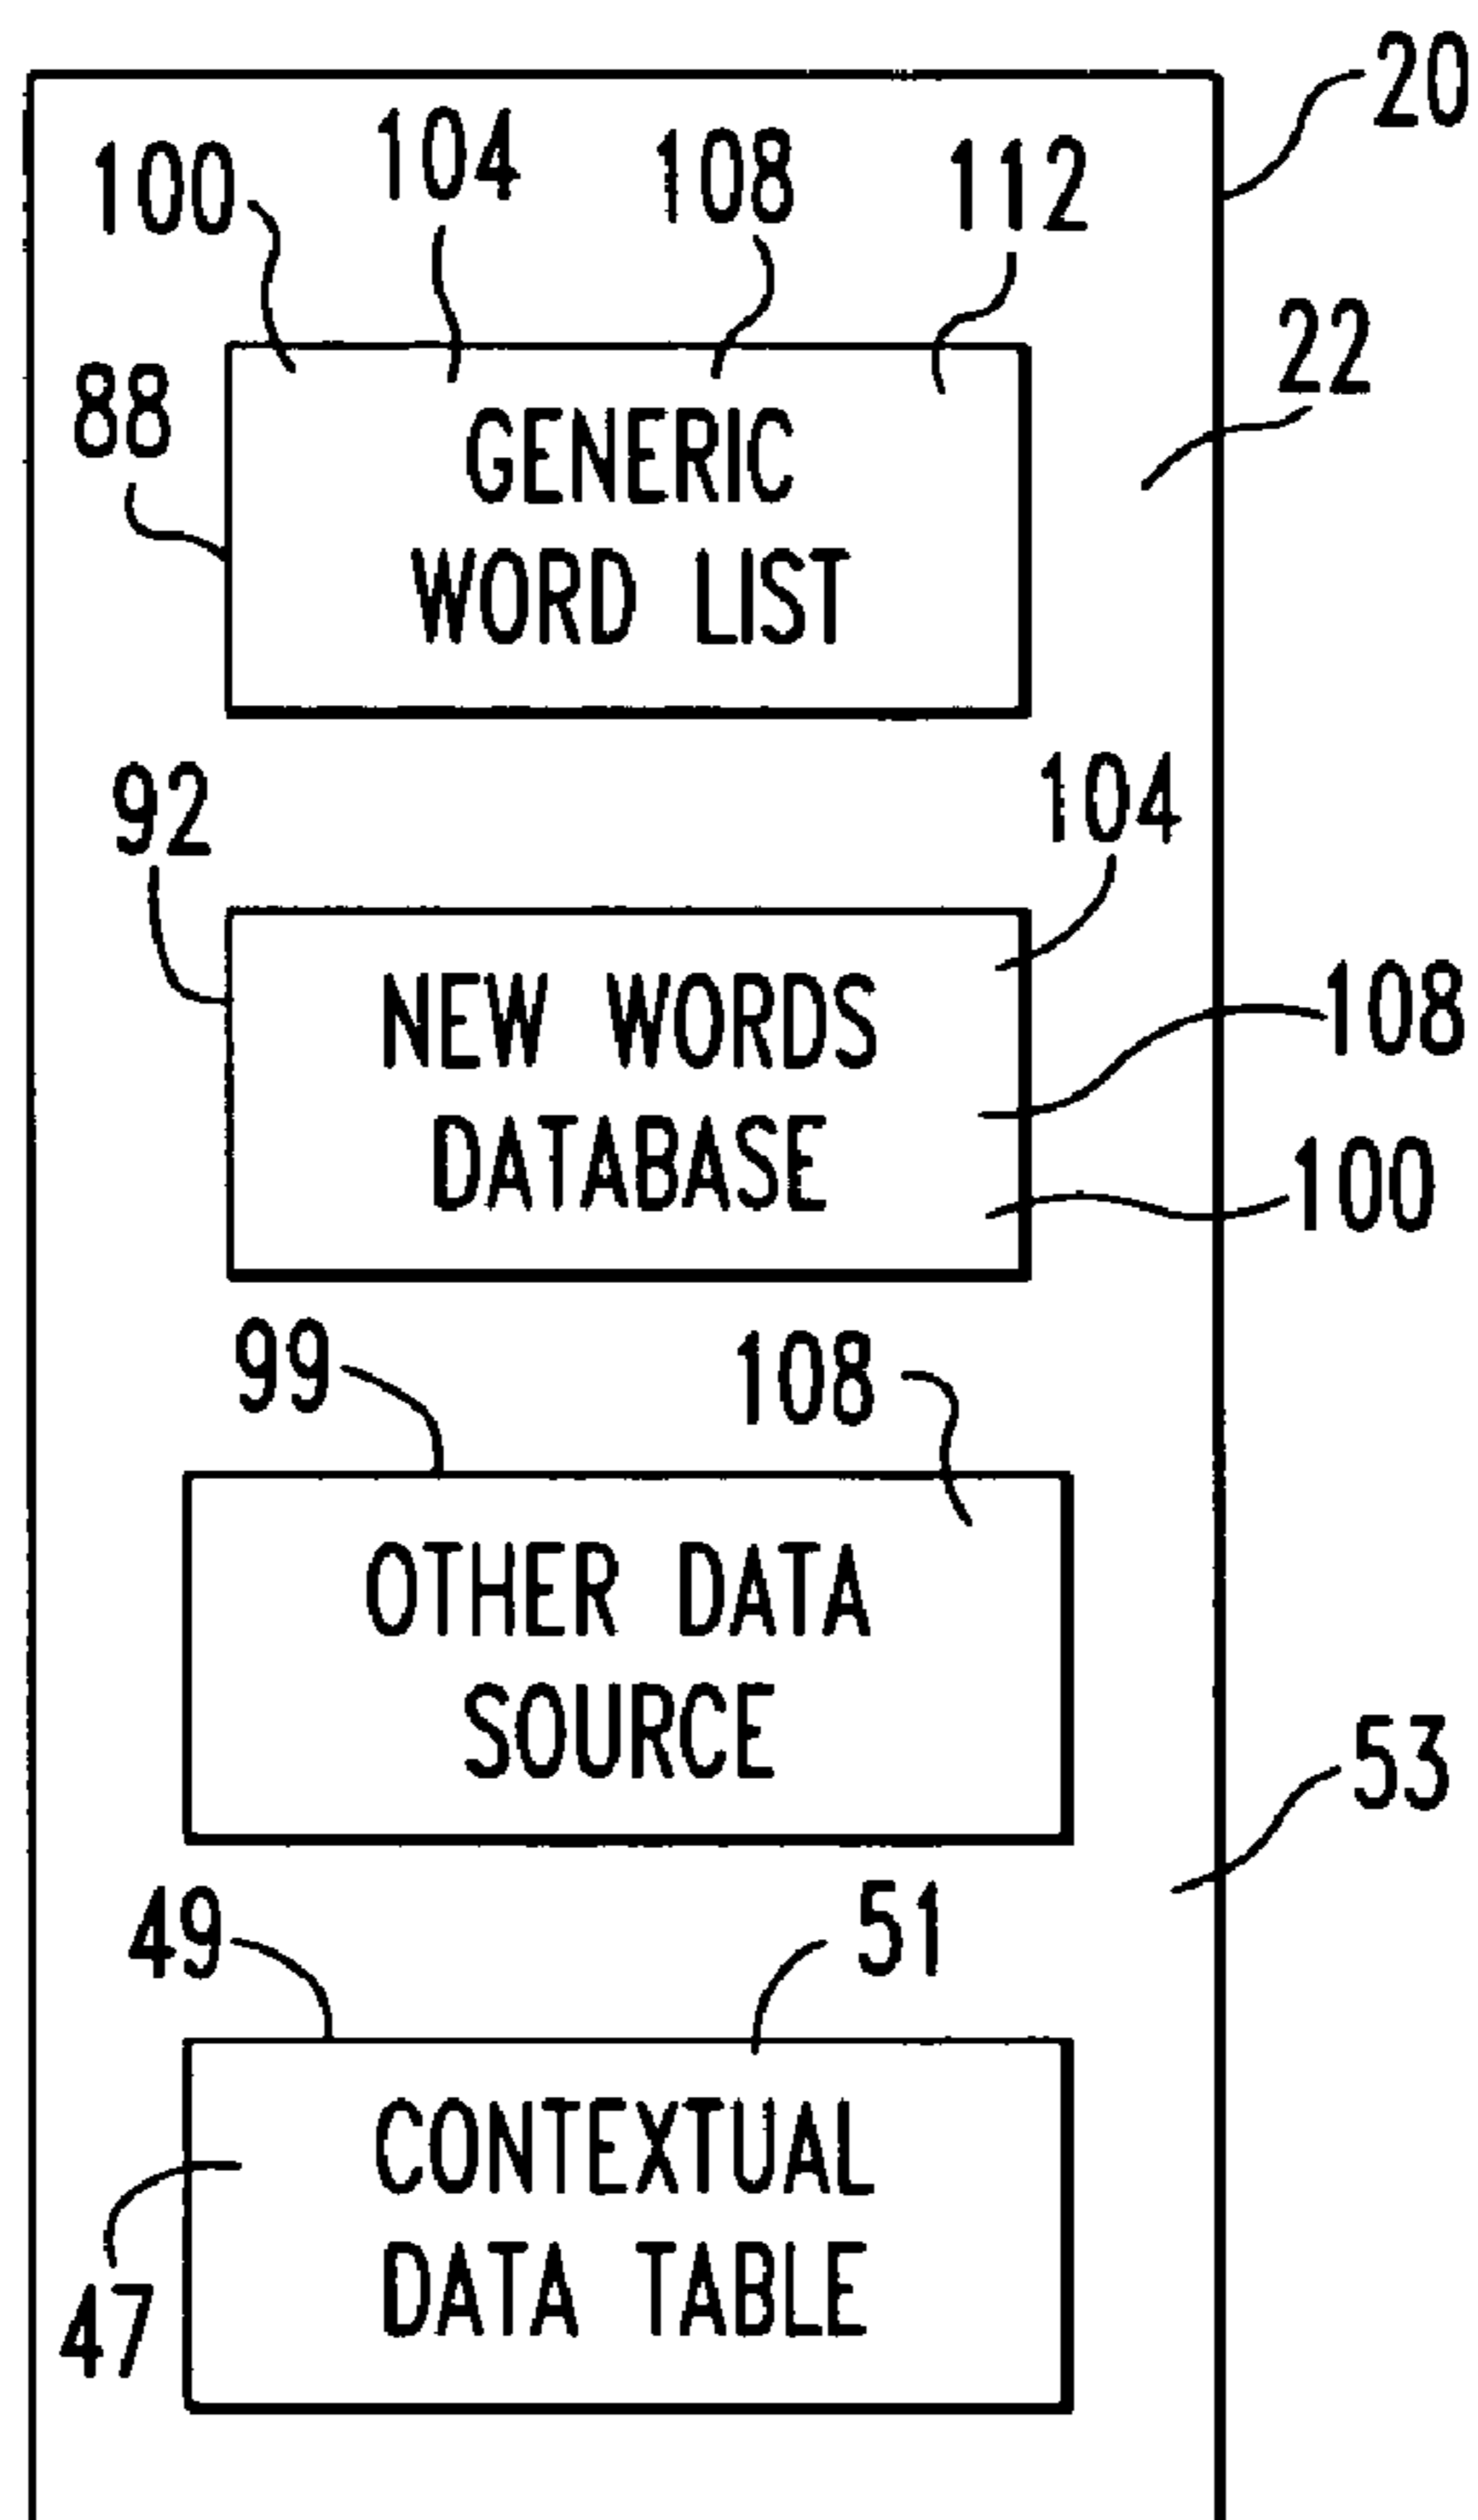 20
100
104
108
112
22
88
GENERIC
WORD LIST
92
104
NEW WORDS
108
DATABASE
100
99
108
OTHER DATA
SOURCE
53
49
51
CONTEXTUAL
DATA TABLE
47